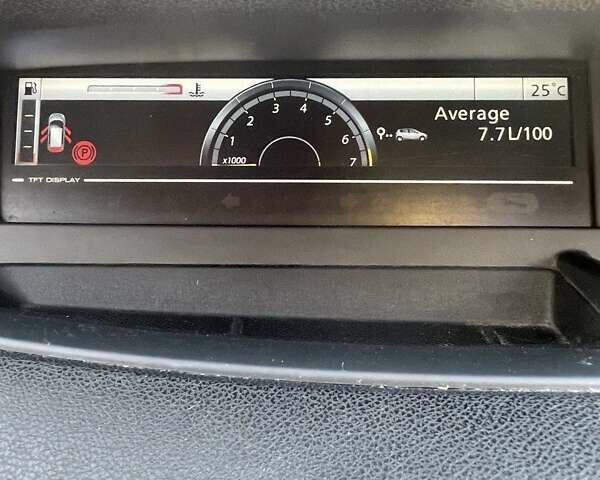 25°C
Average
7.7L/100
1
2
3
4
5
6
7
x1000
P
TFT DISPLAY